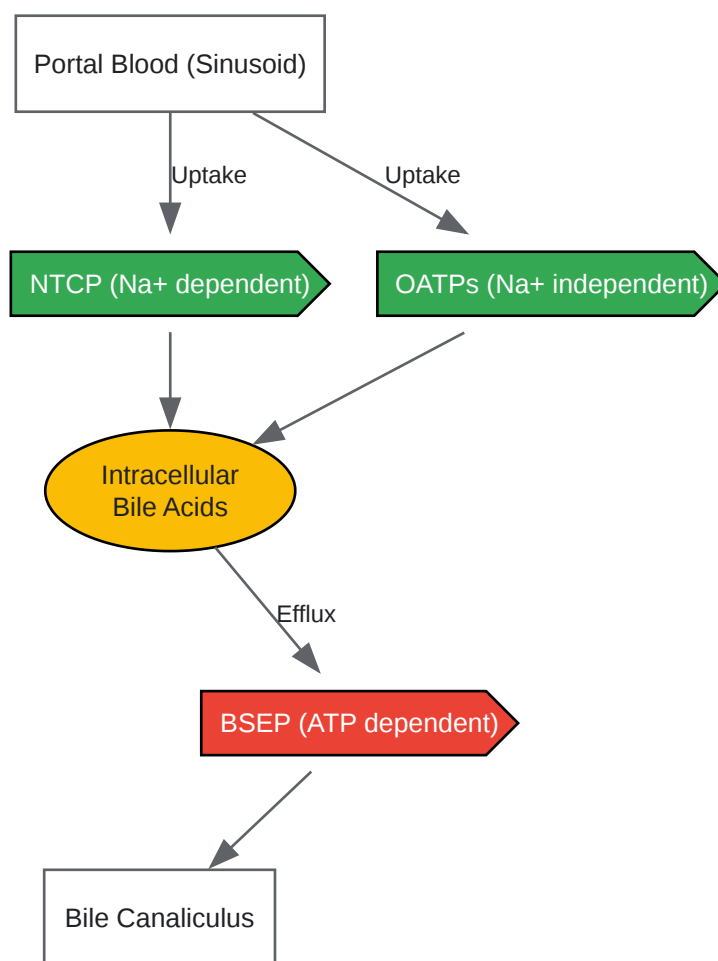 Portal Blood (Sinusoid)
Uptake
Uptake
NTCP (Na+ dependent)
OATPs (Na+ independent)
Intracellular
Bile Acids
Efflux
BSEP (ATP dependent)
Bile Canaliculus